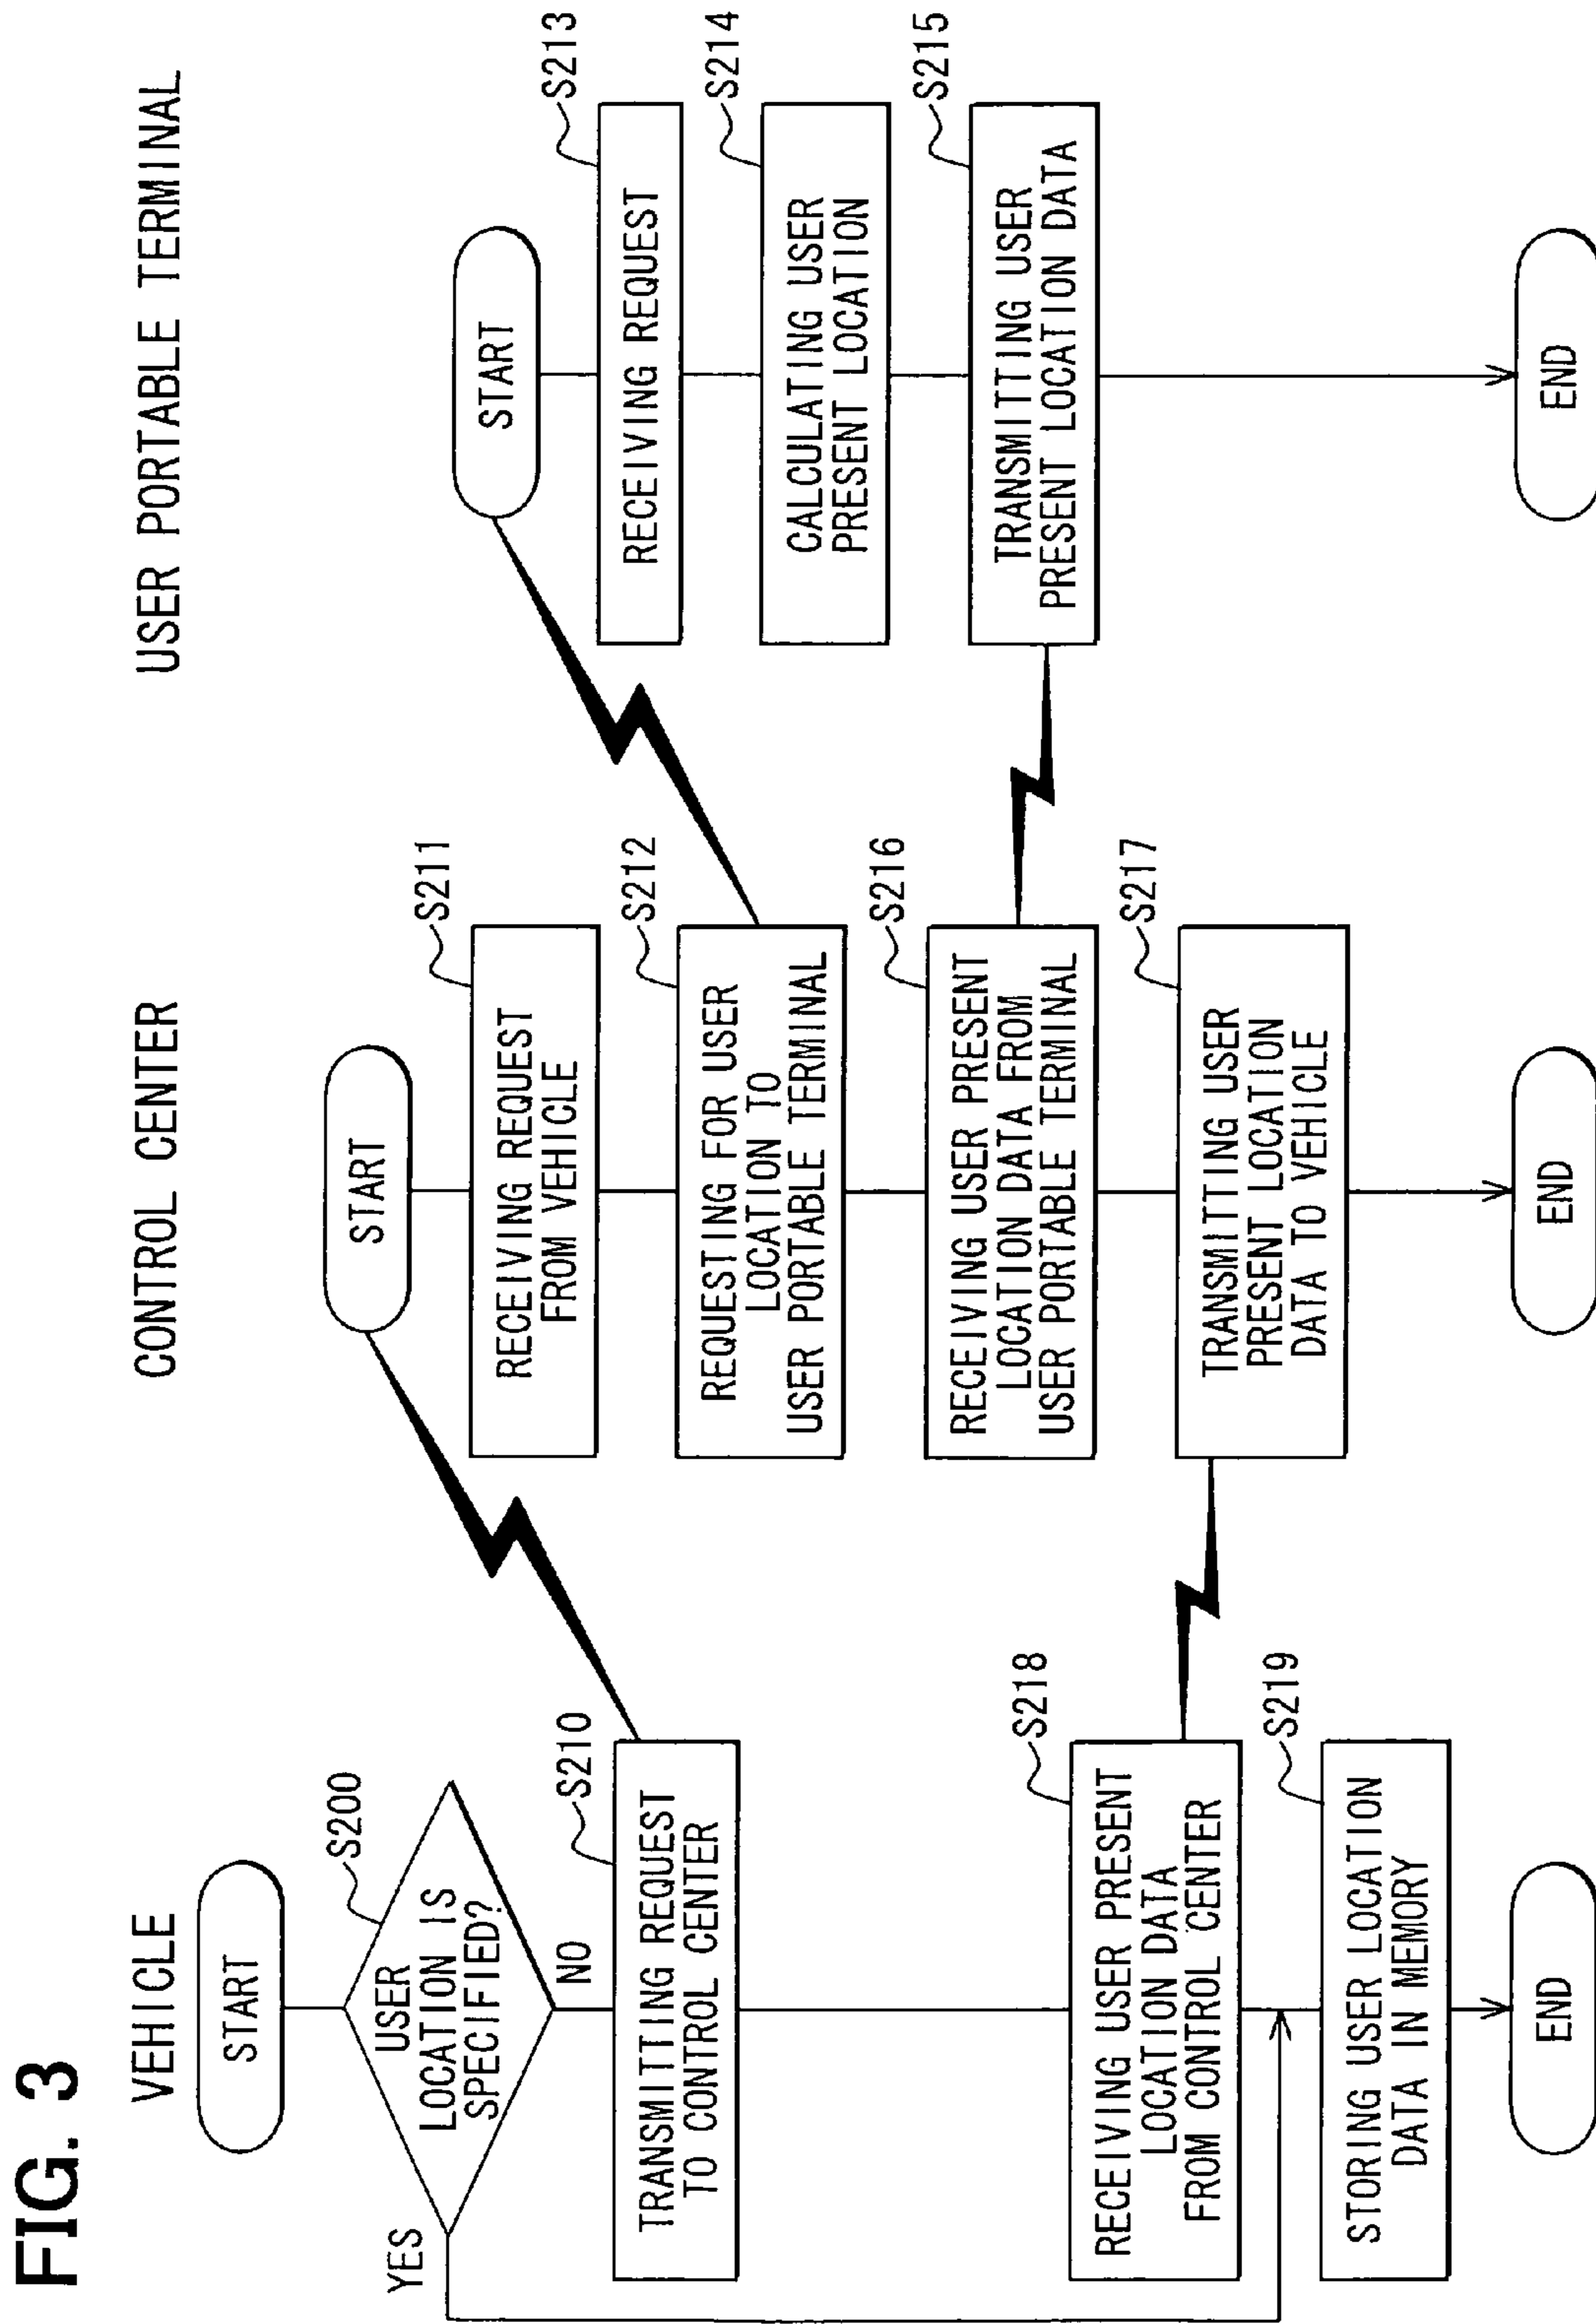 FIG. 3
VEHICLE
START
S200
USER
LOCATION IS
SPECIFIED?
YES
NO
S210
TRANSMITTING REQUEST
TO CONTROL CENTER
S218
RECEIVING USER PRESENT
LOCATION DATA
FROM CONTROL CENTER
S219
STORING USER LOCATION
DATA IN MEMORY
END
CONTROL CENTER
START
S211
RECEIVING REQUEST
FROM VEHICLE
S212
REQUESTING FOR USER
LOCATION TO
USER PORTABLE TERMINAL
S216
RECEIVING USER PRESENT
LOCATION DATA FROM
USER PORTABLE TERMINAL
S217
TRANSMITTING USER
PRESENT LOCATION
DATA TO VEHICLE
END
USER PORTABLE TERMINAL
START
S213
RECEIVING REQUEST
S214
CALCULATING USER
PRESENT LOCATION
S215
TRANSMITTING USER
PRESENT LOCATION DATA
END